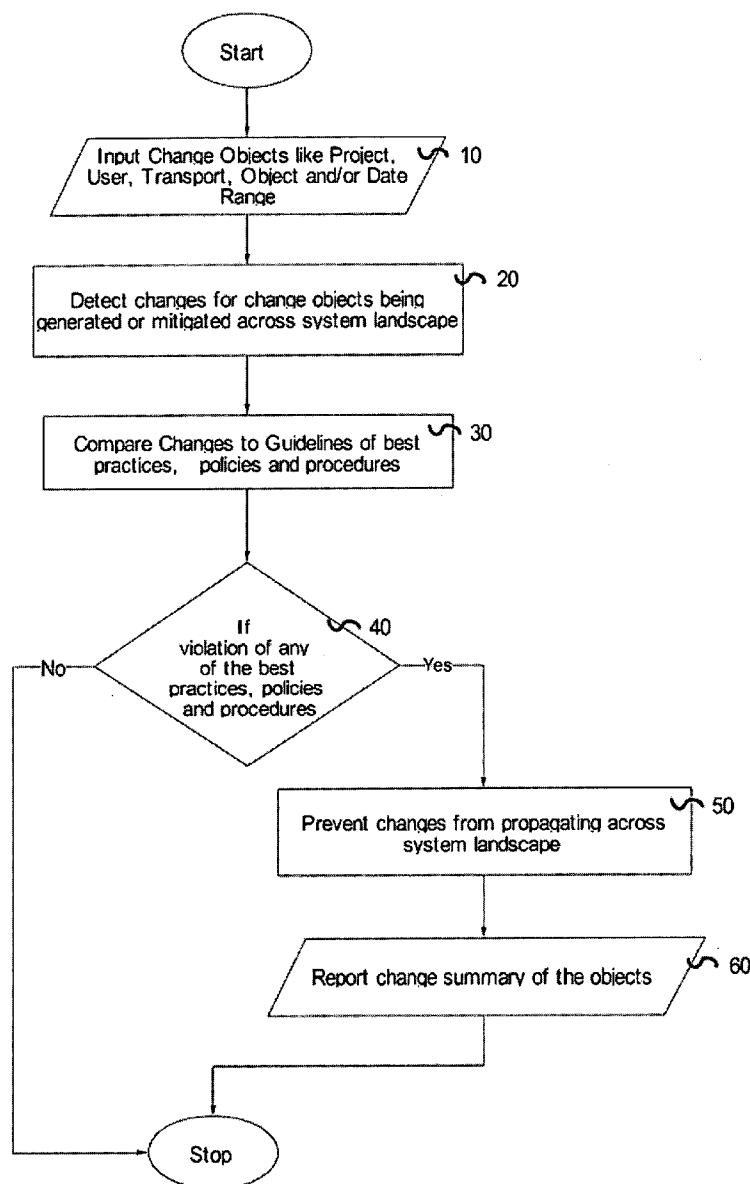 Start
Input Change Objects like Project,
User, Transport, Object and/or Date
Range
10
Detect changes for change objects being
generated or mitigated across system landscape
20
Compare Changes to Guidelines of best
practices, policies and procedures
30
If
violation of any
of the best
practices, policies
and procedures
40
No
Yes
Prevent changes from propagating across
system landscape
50
Report change summary of the objects
60
Stop